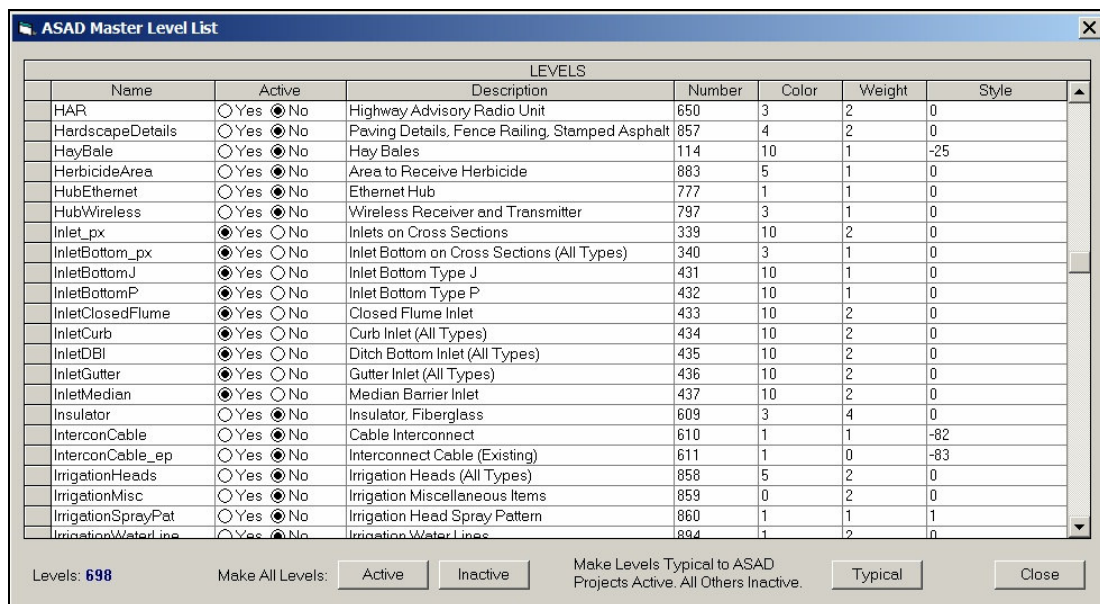 ASAD Master Level List
LEVELS
Name Active Description Number Color Weight Style
HAR Yes No Highway Advisory Radio Unit 650 3 2 0
HardscapeDetails Yes No Paving Details, Fence Railing, Stamped Asphalt 857 4 2 0
HayBale Yes No Hay Bales 114 10 1 -25
HerbicideArea Yes No Area to Receive Herbicide 883 5 1 0
HubEthernet Yes No Ethernet Hub 777 1 1 0
HubWireless Yes No Wireless Receiver and Transmitter 797 3 1 0
Inlet_px Yes No Inlets on Cross Sections 339 10 2 0
InletBottom_px Yes No Inlet Bottom on Cross Sections (All Types) 340 3 1 0
InletBottomJ Yes No Inlet Bottom Type J 431 10 1 0
InletBottomP Yes No Inlet Bottom Type P 432 10 1 0
InletClosedFlume Yes No Closed Flume Inlet 433 10 2 0
InletCurb Yes No Curb Inlet (All Types) 434 10 2 0
InletDBI Yes No Ditch Bottom Inlet (All Types) 435 10 2 0
InletGutter Yes No Gutter Inlet (All Types) 436 10 2 0
InletMedian Yes No Median Barrier Inlet 437 10 2 0
Insulator Yes No Insulator, Fiberglass 609 3 4 0
InterconCable Yes No Cable Interconnect 610 1 1 -82
InterconCable_ep Yes No Interconnect Cable (Existing) 611 1 0 -83
IrrigationHeads Yes No Irrigation Heads (All Types) 858 5 2 0
IrrigationMisc Yes No Irrigation Miscellaneous Items 859 0 2 0
IrrigationSprayPat Yes No Irrigation Head Spray Pattern 860 1 1 1
IrrigationWaterLine Yes No Irrigation Water Lines 894 1 2 0
Levels: 698 Make All Levels: Active Inactive Make Levels Typical to ASAD
Projects Active. All Others Inactive. Typical Close